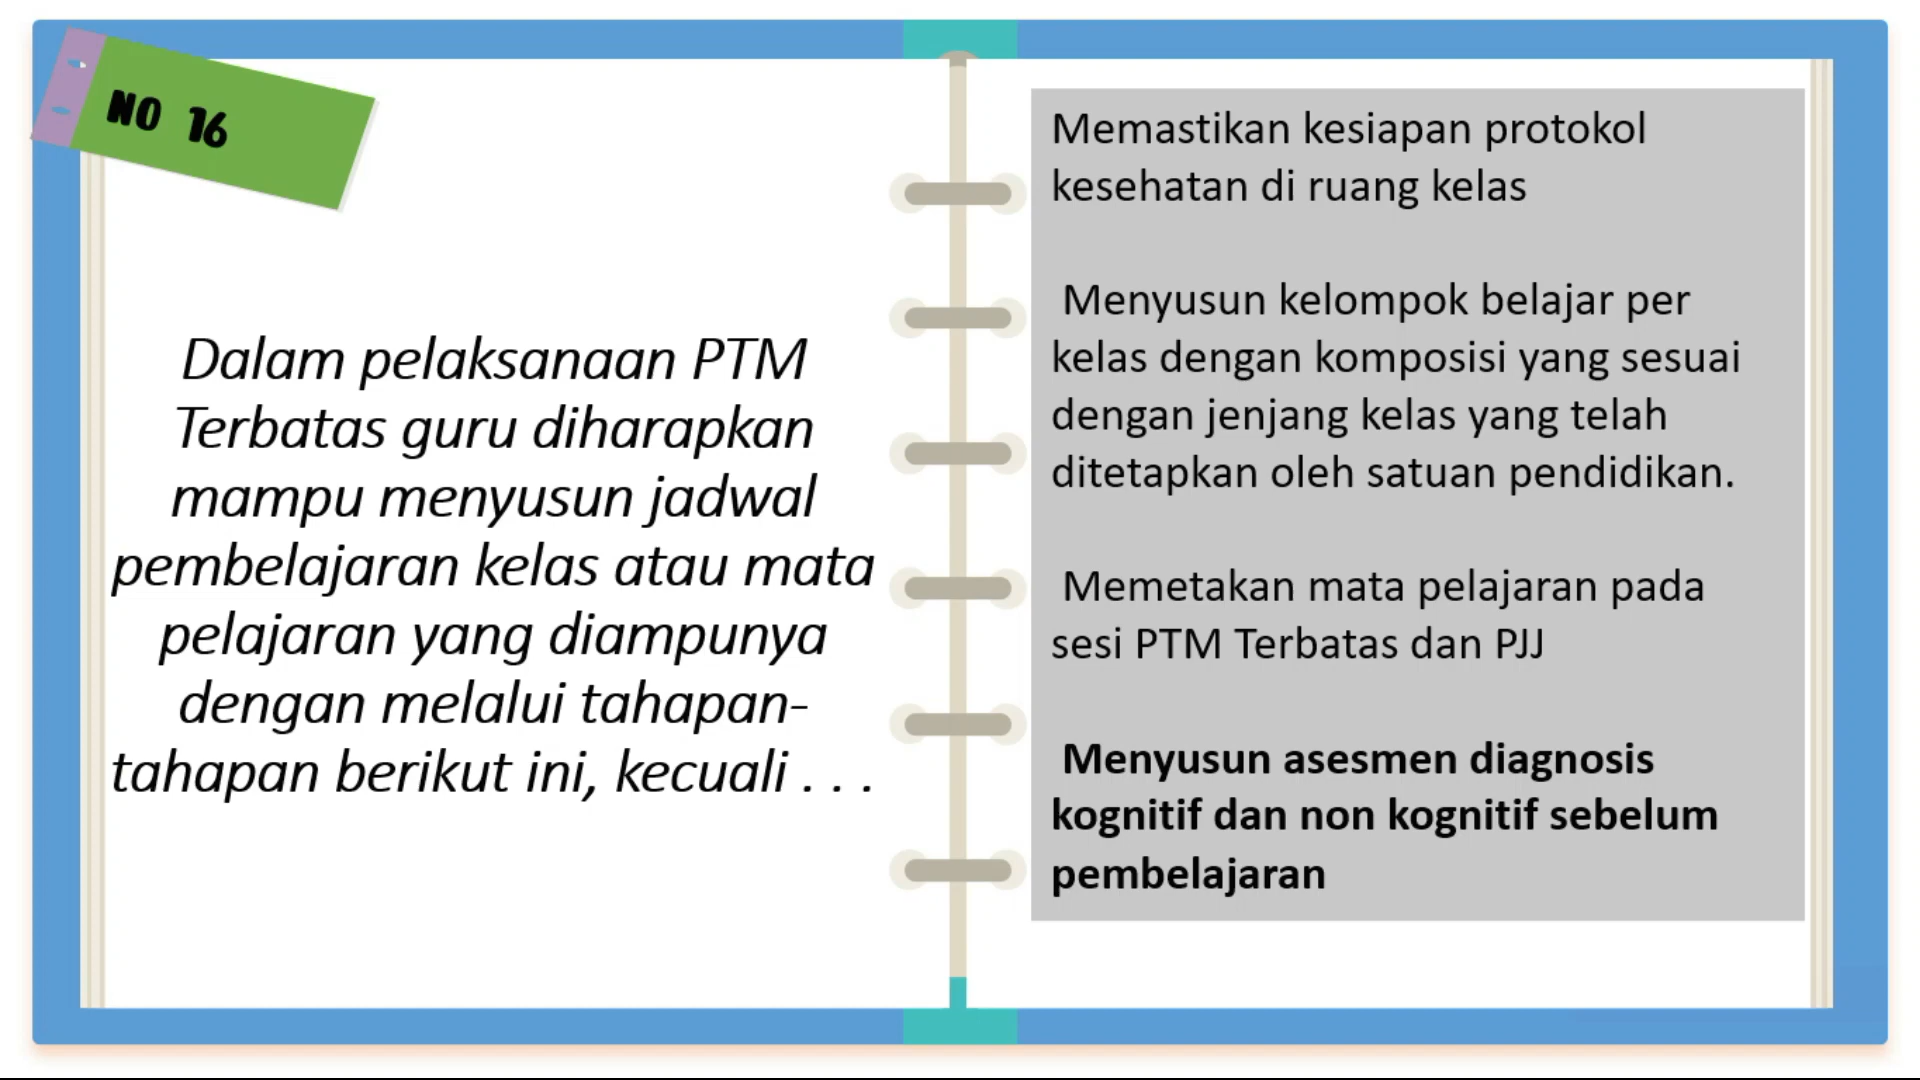 NO 16
Dalam pelaksanaan PTM
Terbatas guru diharapkan
mampu menyusun jadwal
pembelajaran kelas atau mata
pelajaran yang diampunya
dengan melalui tahapan-
tahapan berikut ini, kecuali . . .
Memastikan kesiapan protokol
kesehatan di ruang kelas
Menyusun kelompok belajar per
kelas dengan komposisi yang sesuai
dengan jenjang kelas yang telah
ditetapkan oleh satuan pendidikan.
Memetakan mata pelajaran pada
sesi PTM Terbatas dan PJJ
Menyusun asesmen diagnosis
kognitif dan non kognitif sebelum
pembelajaran